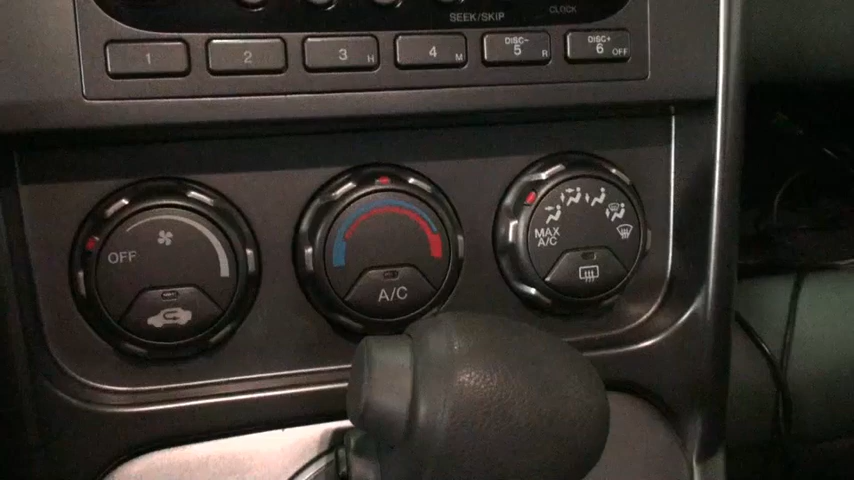 SEEK/SKIP
CLOCK
1
2
3 H
4 M
DISC-
5 R
DISC+
6 OFF
OFF
A/C
MAX
A/C